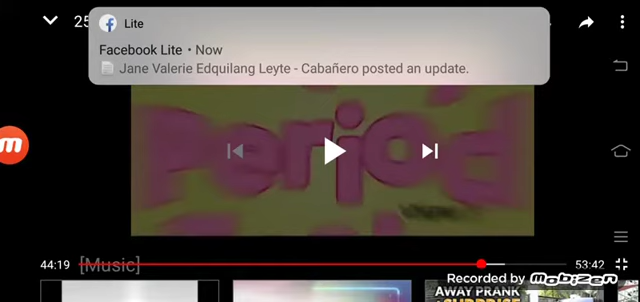 25
Lite
Facebook Lite • Now
Jane Valerie Edquilang Leyte - Cabañero posted an update.
Period
m
44:19
[Music]
53:42
Recorded by mobizen
AWAY PRANK